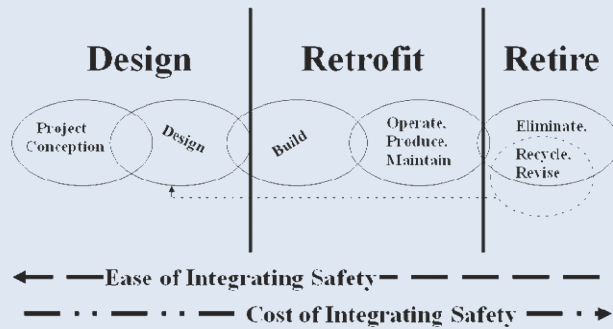 Design
Retrofit
Retire
Project
Conception
Design
Build
Operate,
Produce,
Maintain
Eliminate,
Recycle,
Revise
Ease of Integrating Safety
Cost of Integrating Safety